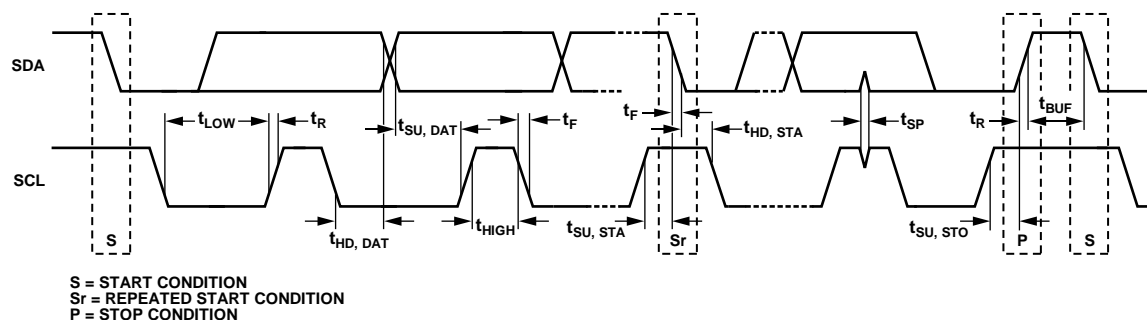 SDA
tLOW
tR
tSU, DAT
tF
tF
tHD, STA
tSP
tR
tBUF
SCL
tHD, DAT
tHIGH
tSU, STA
tSU, STO
S
Sr
P
S
S = START CONDITION
Sr = REPEATED START CONDITION
P = STOP CONDITION